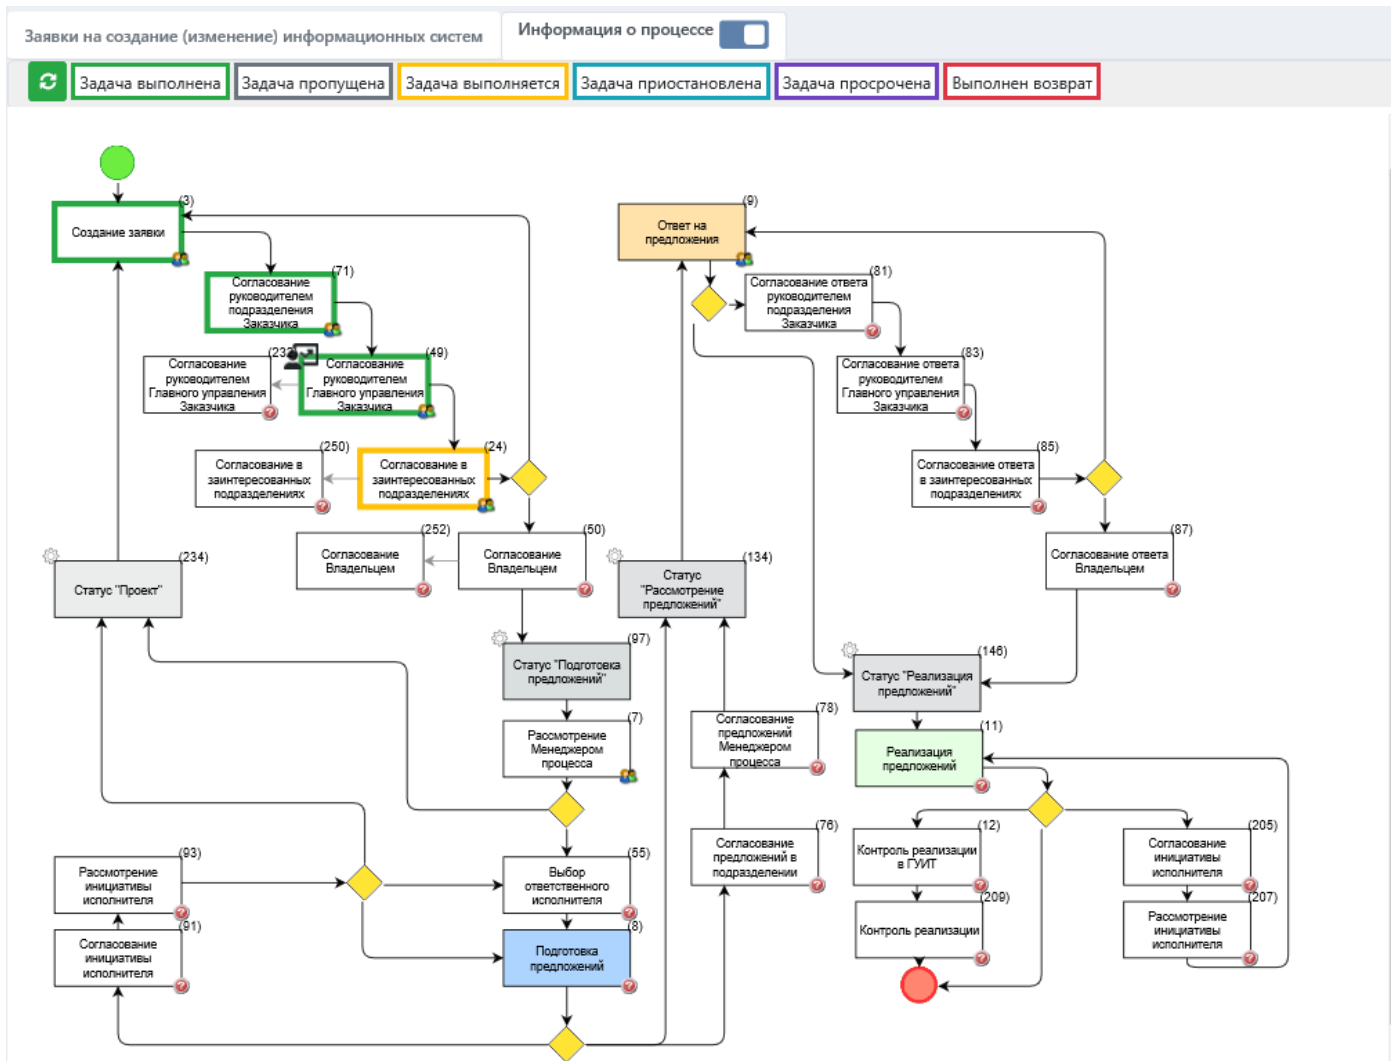 Заявки на создание (изменение) информационных систем
Информация о процессе
Задача выполнена
Задача пропущена
Задача выполняется
Задача приостановлена
Задача просрочена
Выполнен возврат
(3)
Создание заявки
(71)
Согласование
руководителем
подразделения
Заказчика
(49)
Согласование
руководителем
Главного управления
Заказчика
Согласование
руководителем
Главного управления
Заказчика
(24)
Согласование в
заинтересованных
подразделениях
(250)
Согласование в
заинтересованных
подразделениях
(50)
Согласование
Владельцем
(252)
Согласование
Владельцем
(234)
Статус "Проект"
(97)
Статус "Подготовка
предложений"
(7)
Рассмотрение
Менеджером
процесса
(55)
Выбор
ответственного
исполнителя
(8)
Подготовка
предложений
(93)
Рассмотрение
инициативы
исполнителя
(91)
Согласование
инициативы
исполнителя
(9)
Ответ на
предложения
(81)
Согласование ответа
руководителем
подразделения
Заказчика
(83)
Согласование ответа
руководителем
Главного управления
Заказчика
(85)
Согласование ответа
в заинтересованных
подразделениях
(87)
Согласование ответа
Владельцем
(134)
Статус
"Рассмотрение
предложений"
(78)
Согласование
предложений
Менеджером
процесса
(76)
Согласование
предложений в
подразделении
(146)
Статус "Реализация
предложений"
(11)
Реализация
предложений
(12)
Контроль реализации
в ГУИТ
(209)
Контроль реализации
(205)
Согласование
инициативы
исполнителя
(207)
Рассмотрение
инициативы
исполнителя